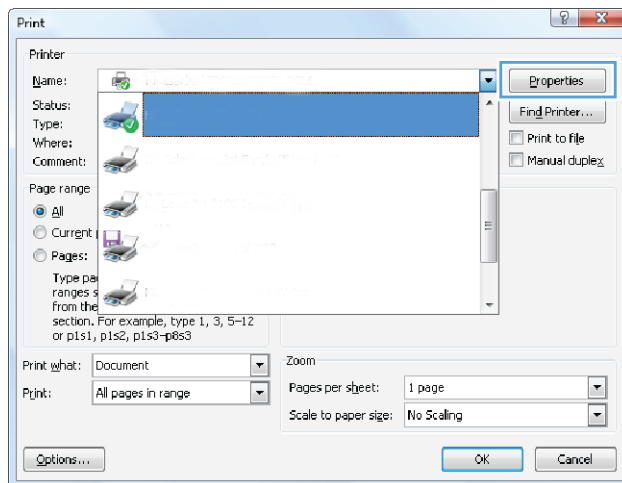 Print
Printer
Name:
Properties
Status:
Find Printer...
Type:
Where:
Print to file
Comment:
Manual duplex
Page range
All
Current
Pages:
Type
ranges
from the
section. For example, type 1, 3, 5–12
or p1s1, p1s2, p1s3–p8s3
Print what: Document
Print: All pages in range
Zoom
Pages per sheet: 1 page
Scale to paper size: No Scaling
Options...
OK
Cancel